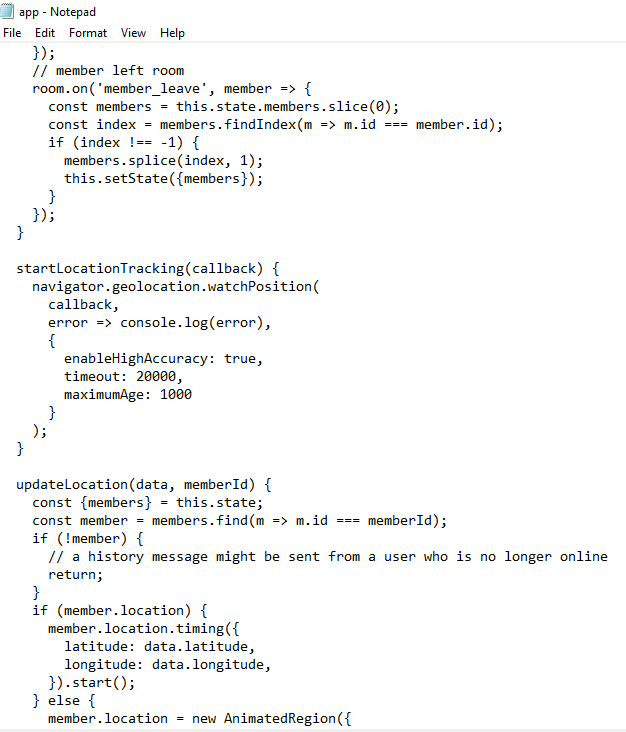 app - Notepad
File Edit Format View Help
    });
    // member left room
    room.on('member_leave', member => {
      const members = this.state.members.slice(0);
      const index = members.findIndex(m => m.id === member.id);
      if (index !== -1) {
        members.splice(index, 1);
        this.setState({members});
      }
    });
  }

  startLocationTracking(callback) {
    navigator.geolocation.watchPosition(
      callback,
      error => console.log(error),
      {
        enableHighAccuracy: true,
        timeout: 20000,
        maximumAge: 1000
      }
    );
  }

  updateLocation(data, memberId) {
    const {members} = this.state;
    const member = members.find(m => m.id === memberId);
    if (!member) {
      // a history message might be sent from a user who is no longer online
      return;
    }
    if (member.location) {
      member.location.timing({
        latitude: data.latitude,
        longitude: data.longitude,
      }).start();
    } else {
      member.location = new AnimatedRegion({